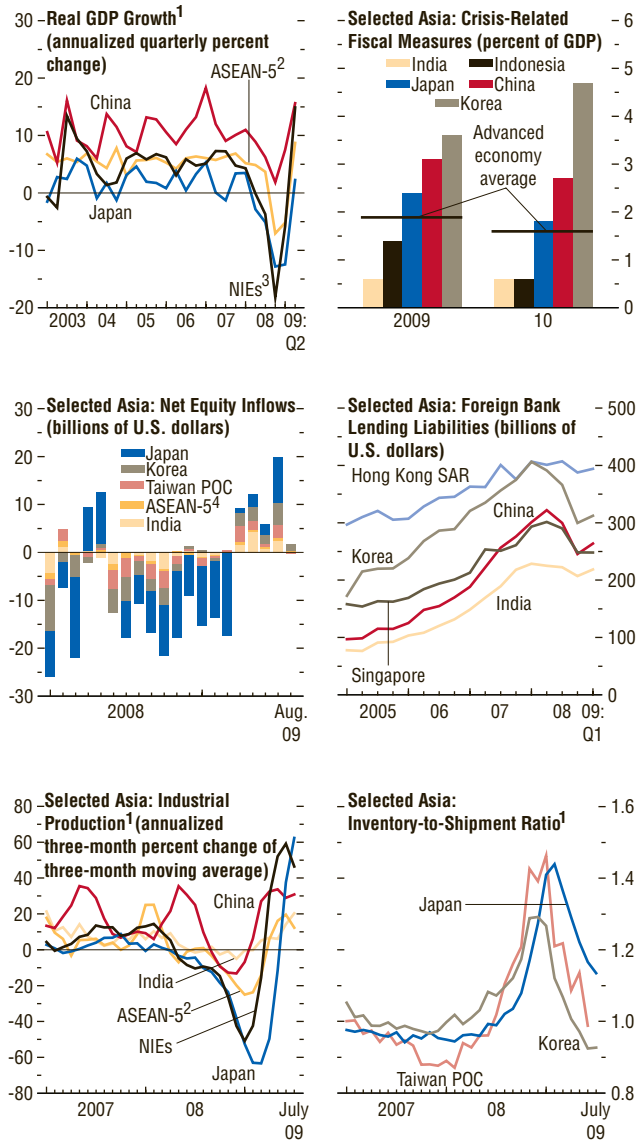 Real GDP Growth1
(annualized quarterly percent
change)
30
20
10
0
-10
-20
ASEAN-52
China
Japan
NIEs3
2003 04 05 06 07 08 09:
Q2
Selected Asia: Crisis-Related
Fiscal Measures (percent of GDP)
India
Indonesia
Japan
China
Korea
Advanced
economy
average
6
5
4
3
2
1
0
2009 10
Selected Asia: Net Equity Inflows
(billions of U.S. dollars)
Japan
Korea
Taiwan POC
ASEAN-54
India
30
20
10
0
-10
-20
-30
2008 Aug.
09
Selected Asia: Foreign Bank
Lending Liabilities (billions of
U.S. dollars)
Hong Kong SAR
China
Korea
India
Singapore
500
400
300
200
100
0
2005 06 07 08 09:
Q1
Selected Asia: Industrial
Production1 (annualized
three-month percent change of
three-month moving average)
80
60
40
20
0
-20
-40
-60
-80
China
India
ASEAN-52
NIEs
Japan
2007 08 July
09
Selected Asia:
Inventory-to-Shipment Ratio1
Japan
Korea
Taiwan POC
1.6
1.4
1.2
1.0
0.8
2007 08 July
09